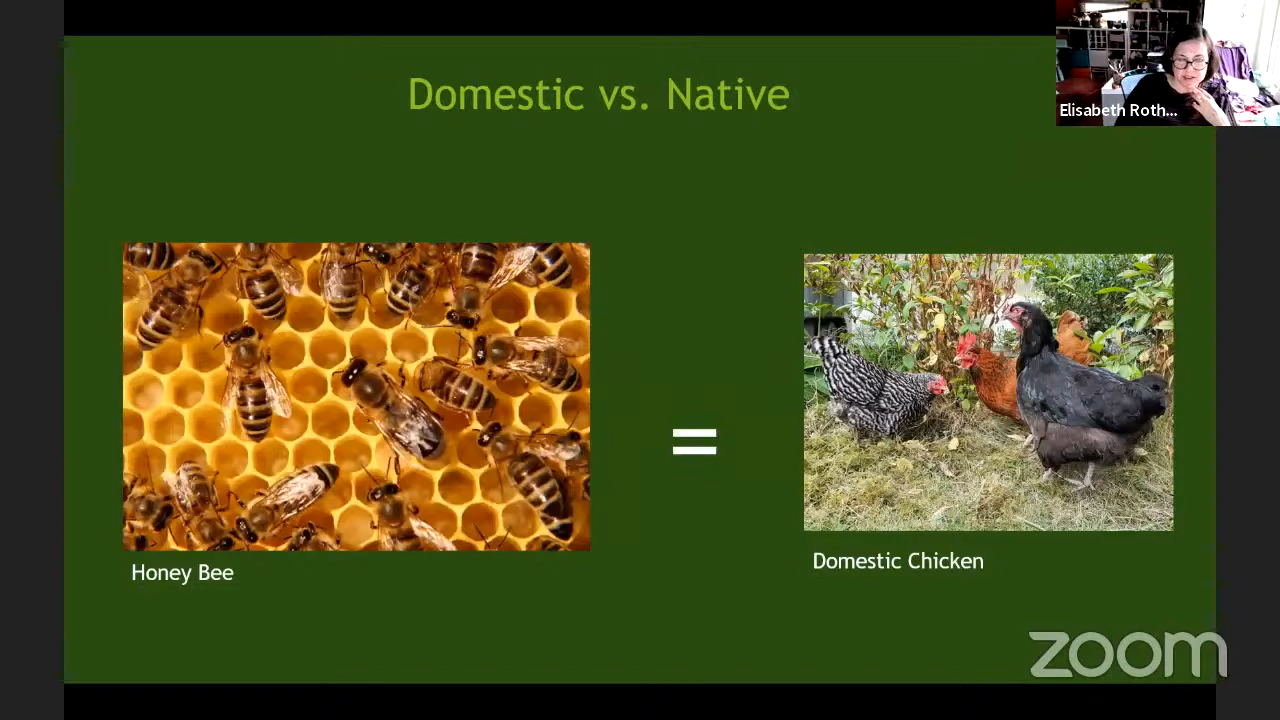 Domestic vs. Native
Elisabeth Roth...
=
Honey Bee
Domestic Chicken
zoom